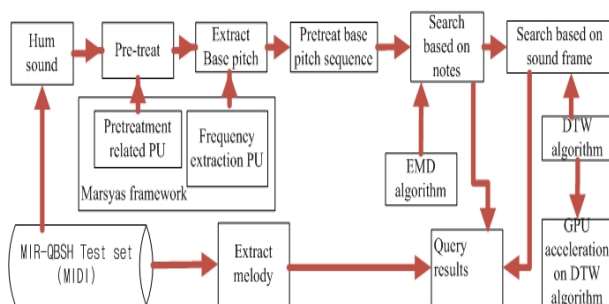 Hum
sound
Pre-treat
Extract
Base pitch
Pretreat base
pitch sequence
Search
based on
notes
Search based on
sound frame
Pretreatment
related PU
Frequency
extraction PU
Marsyas framework
EMD
algorithm
DTW
algorithm
MIR-QBSH Test set
(MIDI)
Extract
melody
Query
results
GPU
acceleration
on DTW
algorithm